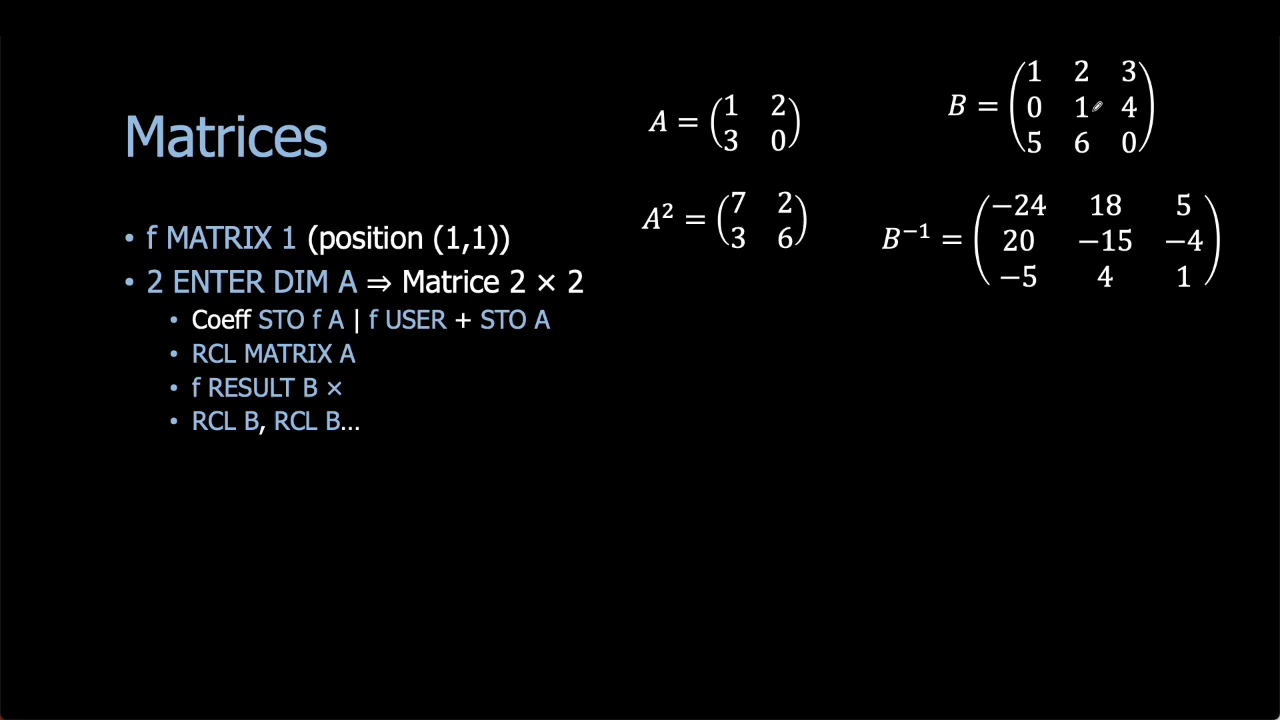 Matrices
• f MATRIX 1 (position (1,1))
• 2 ENTER DIM A ⇒ Matrice 2 × 2
• Coeff STO f A | f USER + STO A
• RCL MATRIX A
• f RESULT B ×
• RCL B, RCL B…
A = (1 2
3 0)
A² = (7 2
3 6)
B = (1 2 3
0 1 4
5 6 0)
B⁻¹ = (−24 18 5
20 −15 −4
−5 4 1)